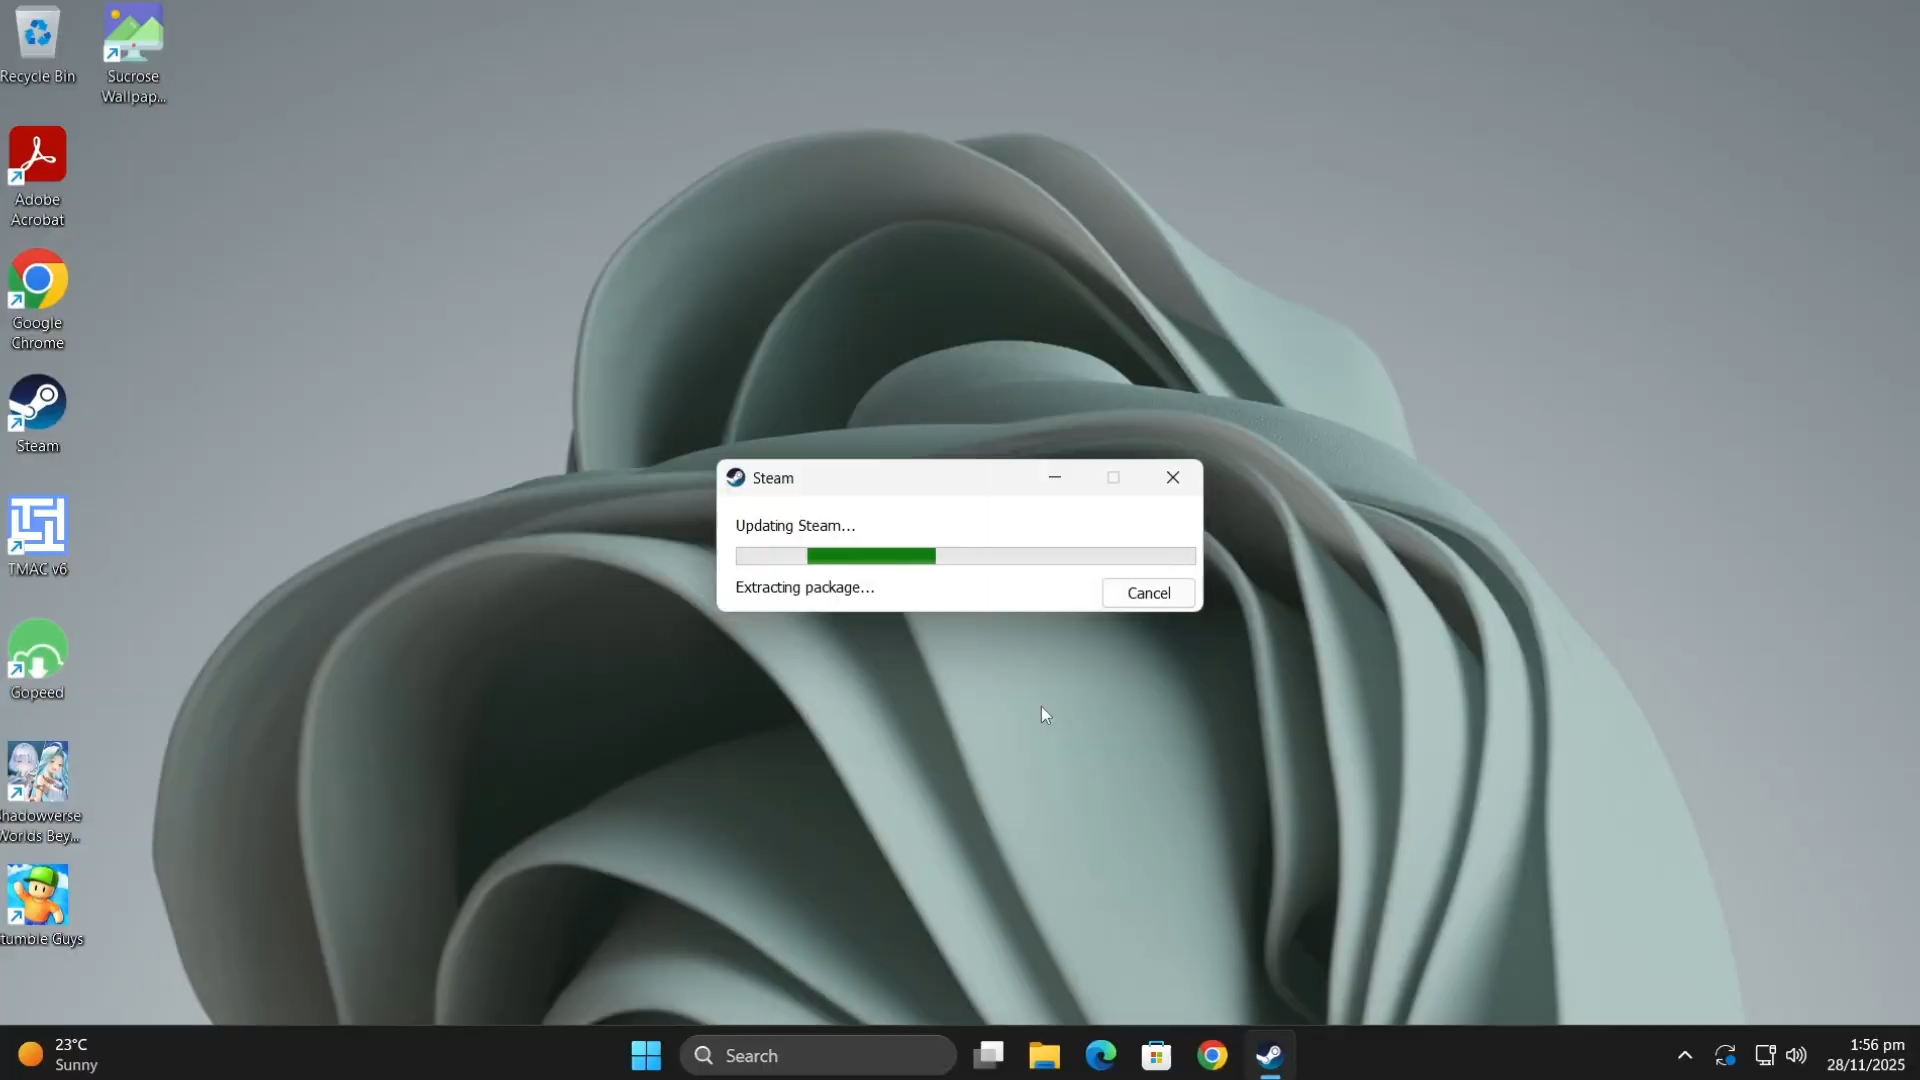 Recycle Bin
Sucrose
Wallpap...
Adobe
Acrobat
Google
Chrome
Steam
TMAC v6
Gopeed
hadowverse
Worlds Bey...
tumble Guys
Steam
Updating Steam...
Extracting package...
Cancel
23°C
Sunny
Search
1:56 pm
28/11/2025